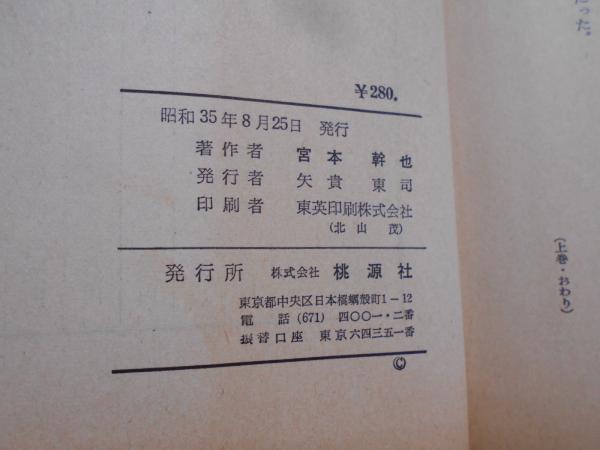 ¥280.
昭和35年8月25日 発行
著作者 宮本幹也
発行者 矢貴東司
印刷者 東英印刷株式会社
(北山茂)
発行所 株式会社 桃源社
東京都中央区日本橋蠣殻町1−12
電話(671)四〇〇一・二番
振替口座 東京六四三五一番
©
った。
(上巻・おわり)